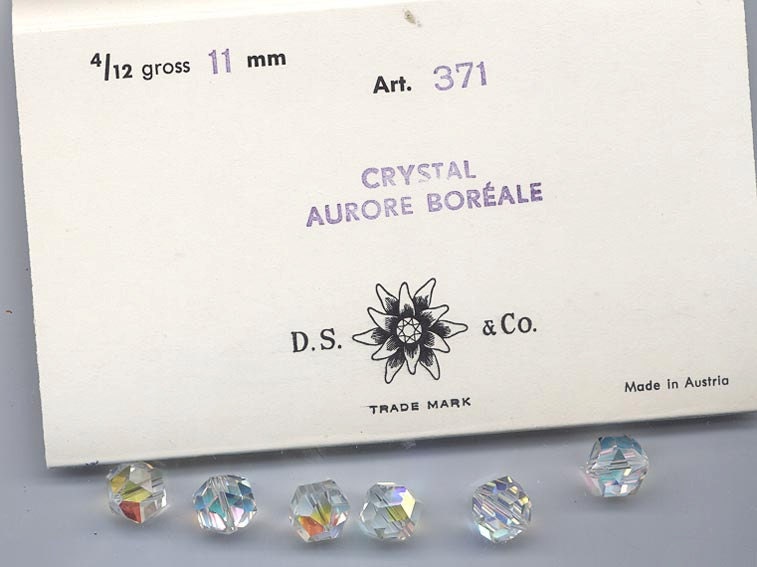 4/12 gross 11 mm
Art. 371
CRYSTAL
AURORE BORÉALE
D.S. & Co.
TRADE MARK
Made in Austria